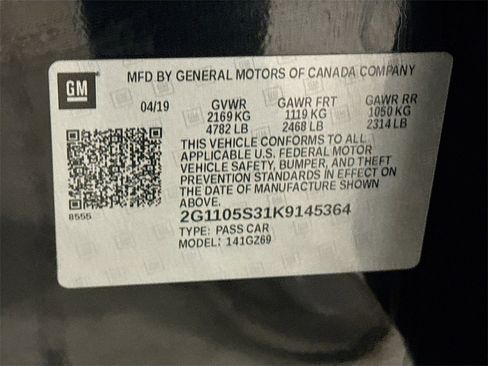 GM
MFD BY GENERAL MOTORS OF CANADA COMPANY
04/19 GVWR GAWR FRT GAWR RR
2169 KG 1119 KG 1050 KG
4782 LB 2468 LB 2314 LB
THIS VEHICLE CONFORMS TO ALL
APPLICABLE U.S. FEDERAL MOTOR
VEHICLE SAFETY, BUMPER, AND THEFT
PREVENTION STANDARDS IN EFFECT ON
THE DATE OF MANUFACTURE SHOWN
ABOVE.
8555
2G1105S31K9145364
TYPE: PASS CAR
MODEL: 141GZ69